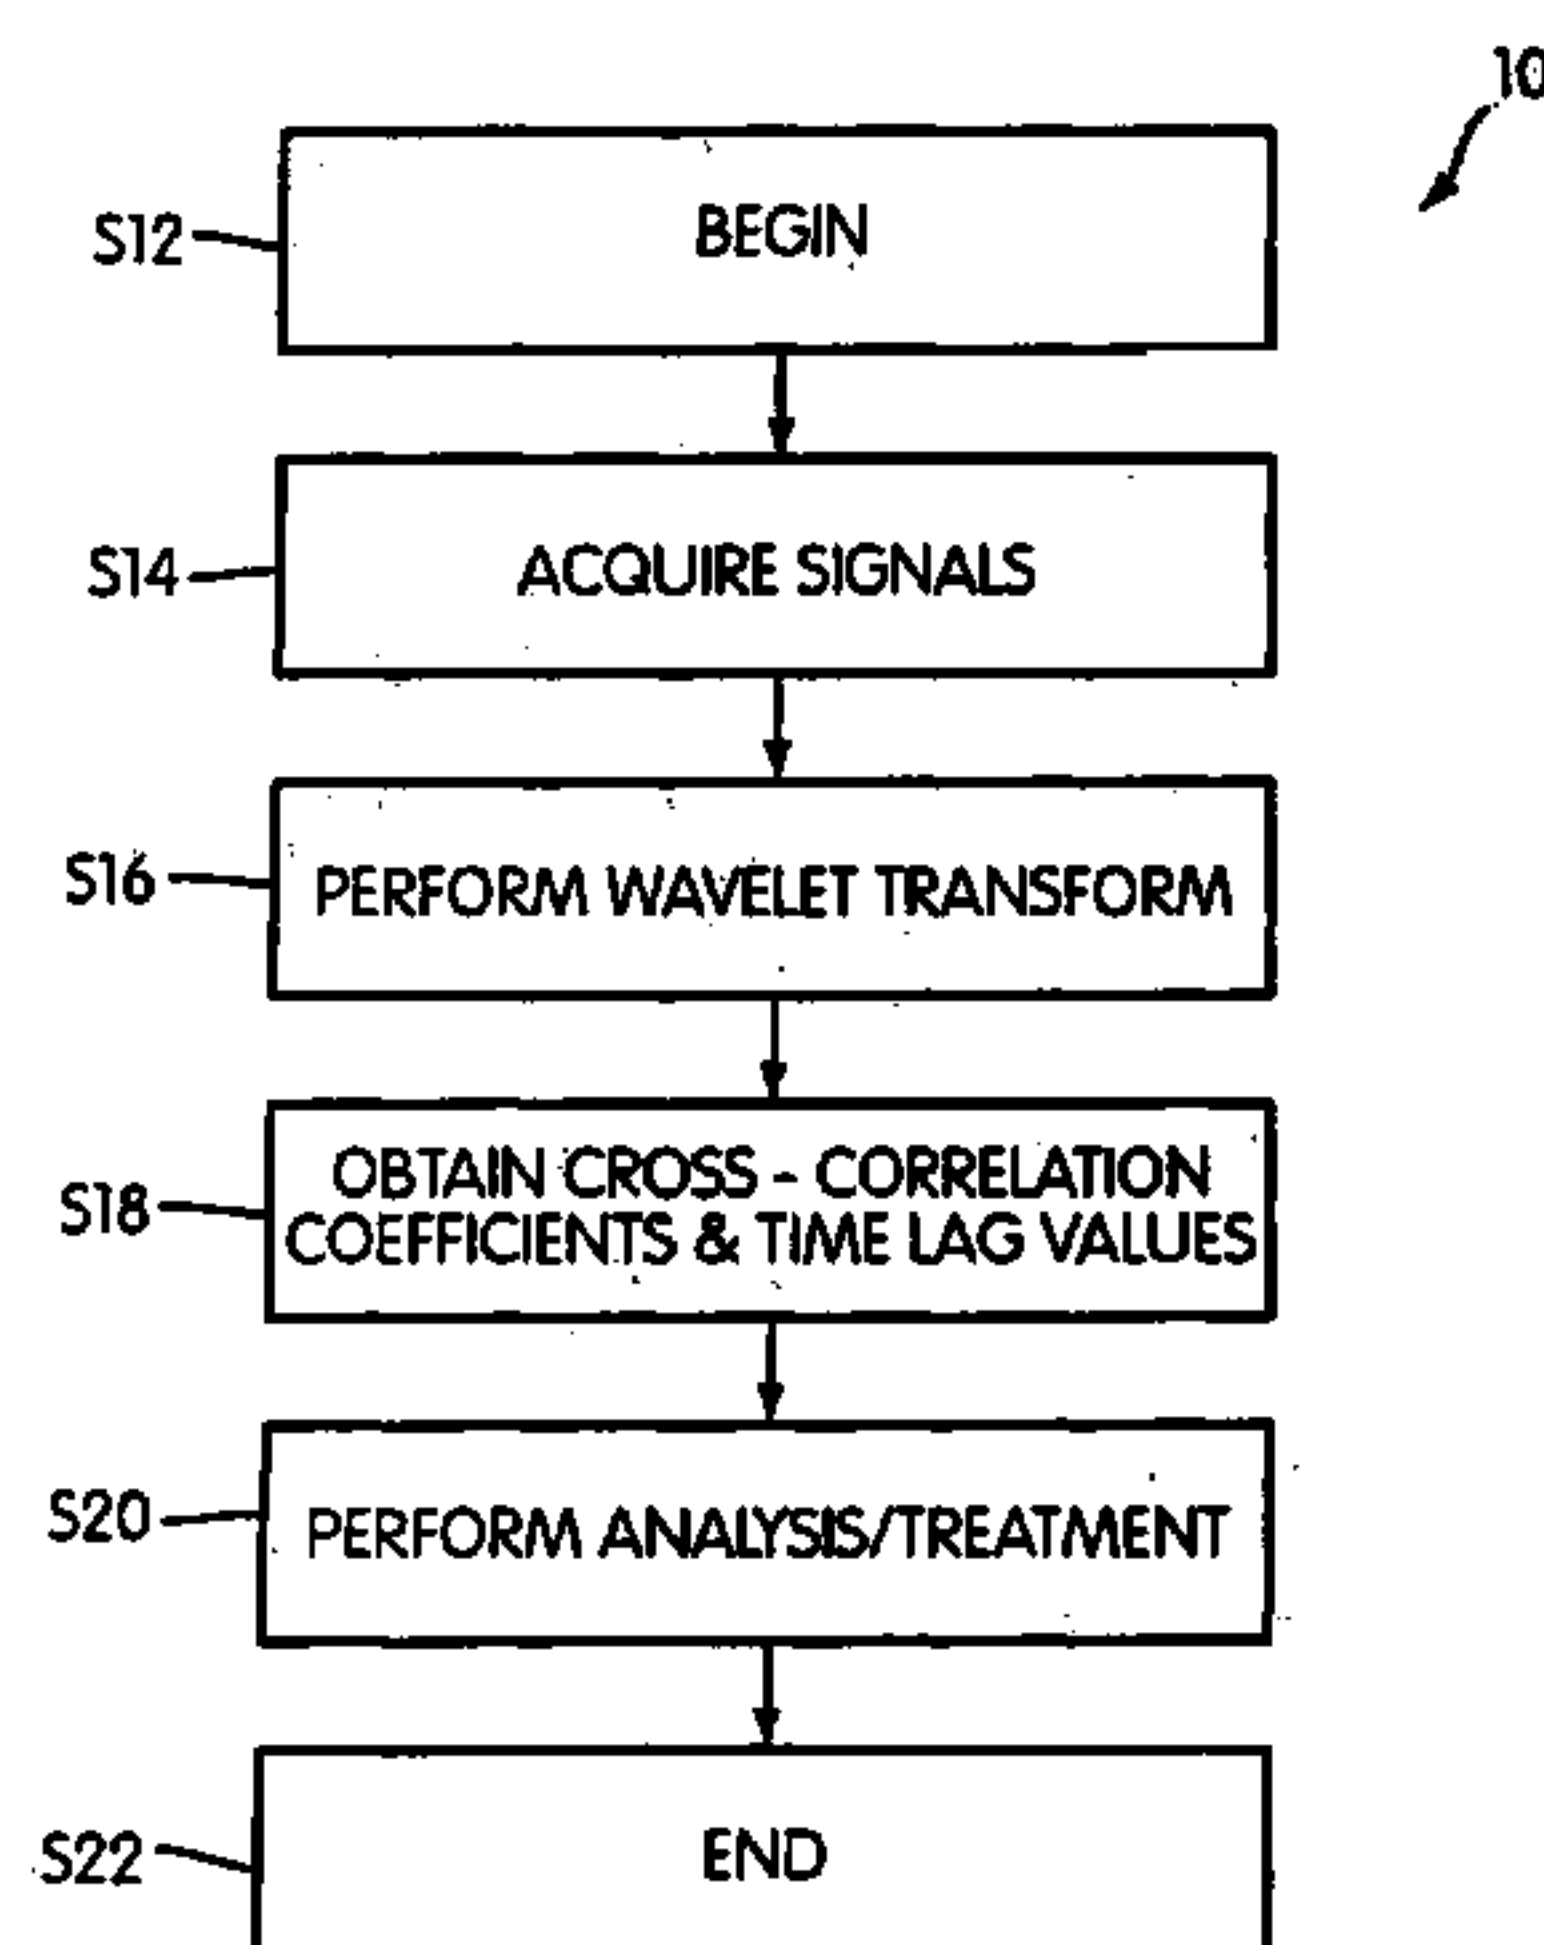 10
S12
BEGIN
S14
ACQUIRE SIGNALS
S16
PERFORM WAVELET TRANSFORM
S18
OBTAIN CROSS - CORRELATION
COEFFICIENTS & TIME LAG VALUES
S20
PERFORM ANALYSIS/TREATMENT
S22
END